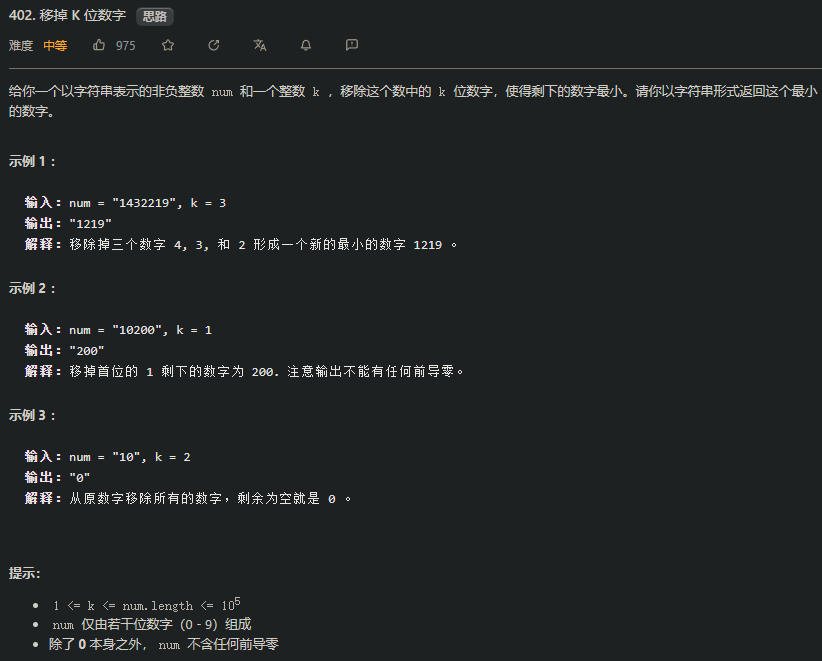 402. 移掉 K 位数字 思路
难度 中等 975
给你一个以字符串表示的非负整数 num 和一个整数 k ，移除这个数中的 k 位数字，使得剩下的数字最小。请你以字符串形式返回这个最小
的数字。
示例 1 ：
输入：num = "1432219", k = 3
输出："1219"
解释：移除掉三个数字 4, 3, 和 2 形成一个新的最小的数字 1219 。
示例 2 ：
输入：num = "10200", k = 1
输出："200"
解释：移掉首位的 1 剩下的数字为 200. 注意输出不能有任何前导零。
示例 3 ：
输入：num = "10", k = 2
输出："0"
解释：从原数字移除所有的数字，剩余为空就是 0 。
提示：
1 <= k <= num.length <= 10⁵
num 仅由若干位数字（0 - 9）组成
除了 0 本身之外，num 不含任何前导零